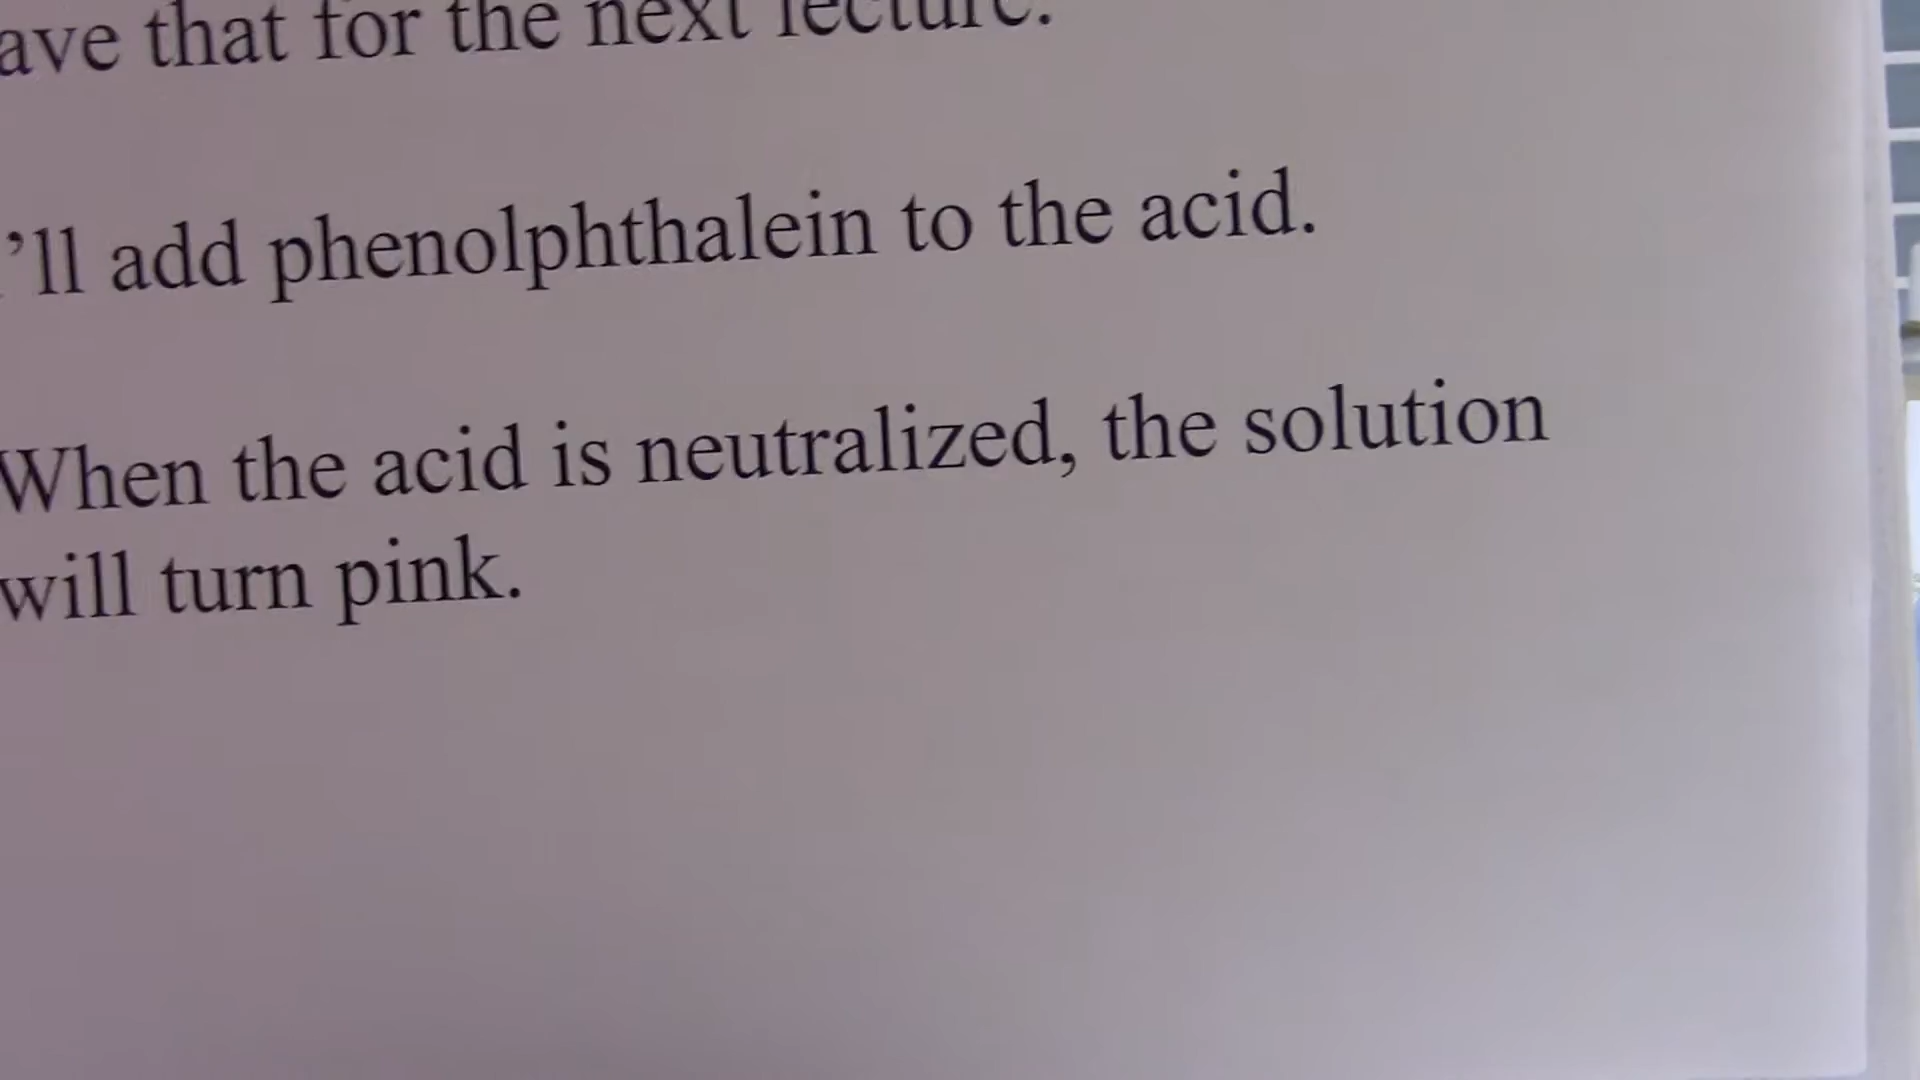 ave that for the next lecture.
'll add phenolphthalein to the acid.
When the acid is neutralized, the solution
will turn pink.